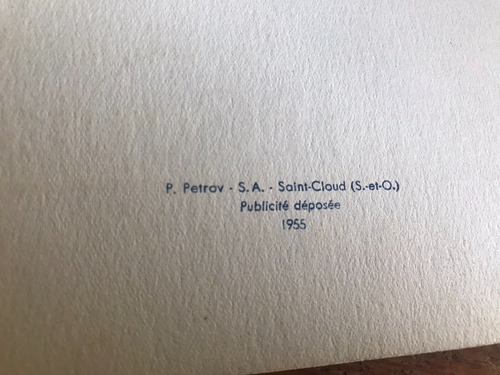 P. Petrov - S.A. - Saint-Cloud (S.-et-O.)
Publicité déposée
1955